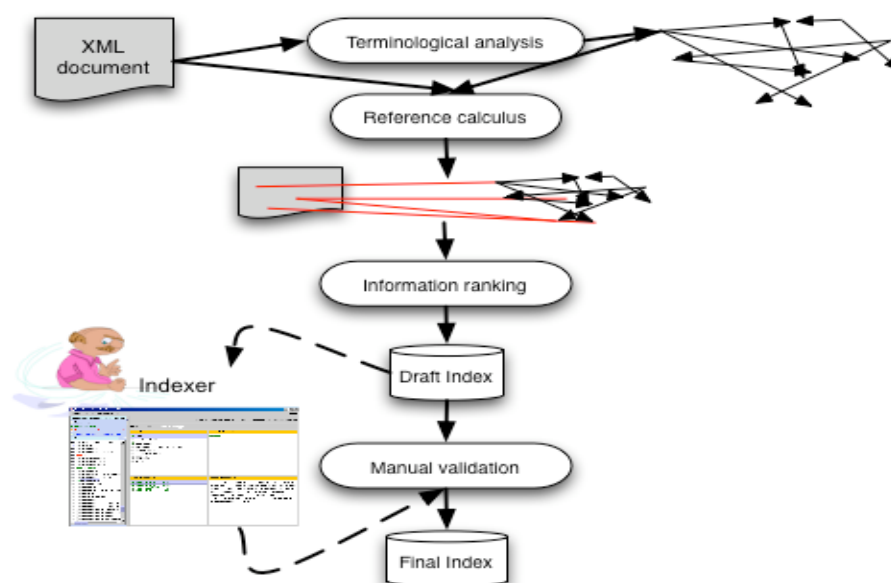 XML
document
Terminological analysis
Reference calculus
Information ranking
Draft Index
Indexer
Manual validation
Final Index